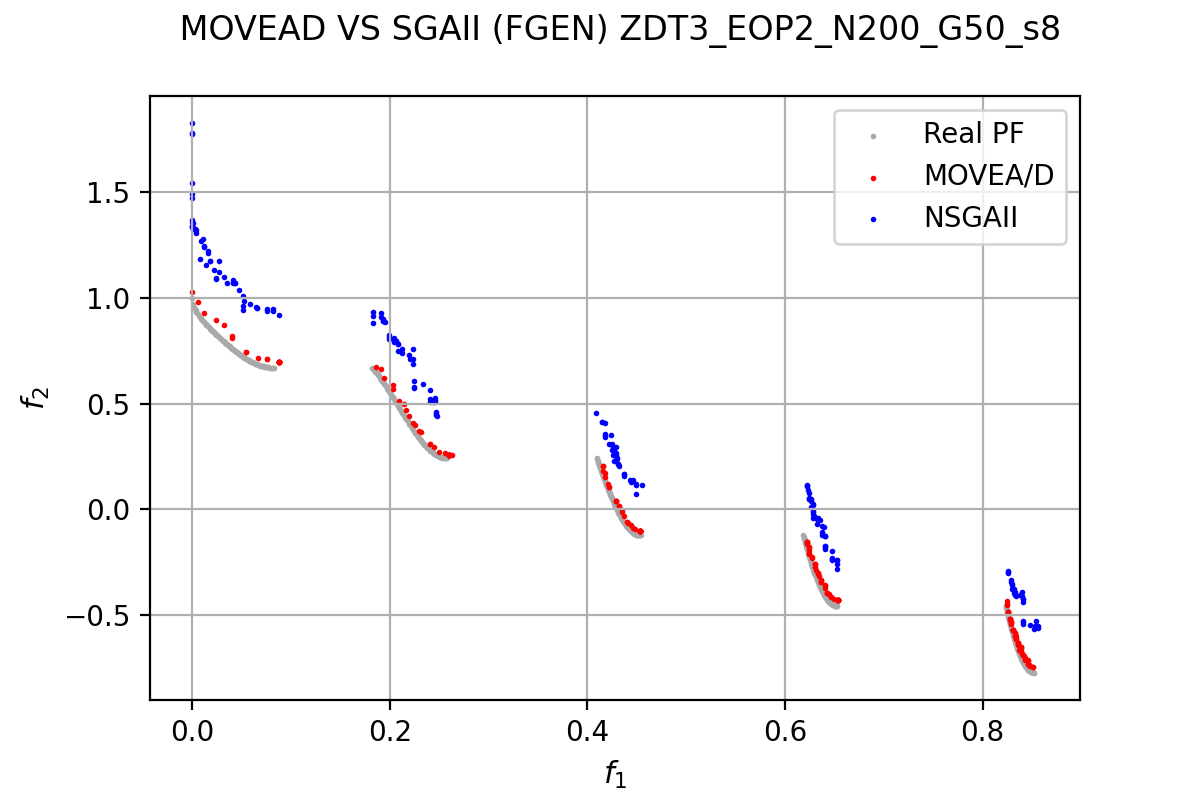 MOVEAD VS SGAII (FGEN) ZDT3_EOP2_N200_G50_s8
Real PF
MOVEA/D
NSGAII
1.5
1.0
0.5
0.0
−0.5
f2
0.0 0.2 0.4 0.6 0.8
f1